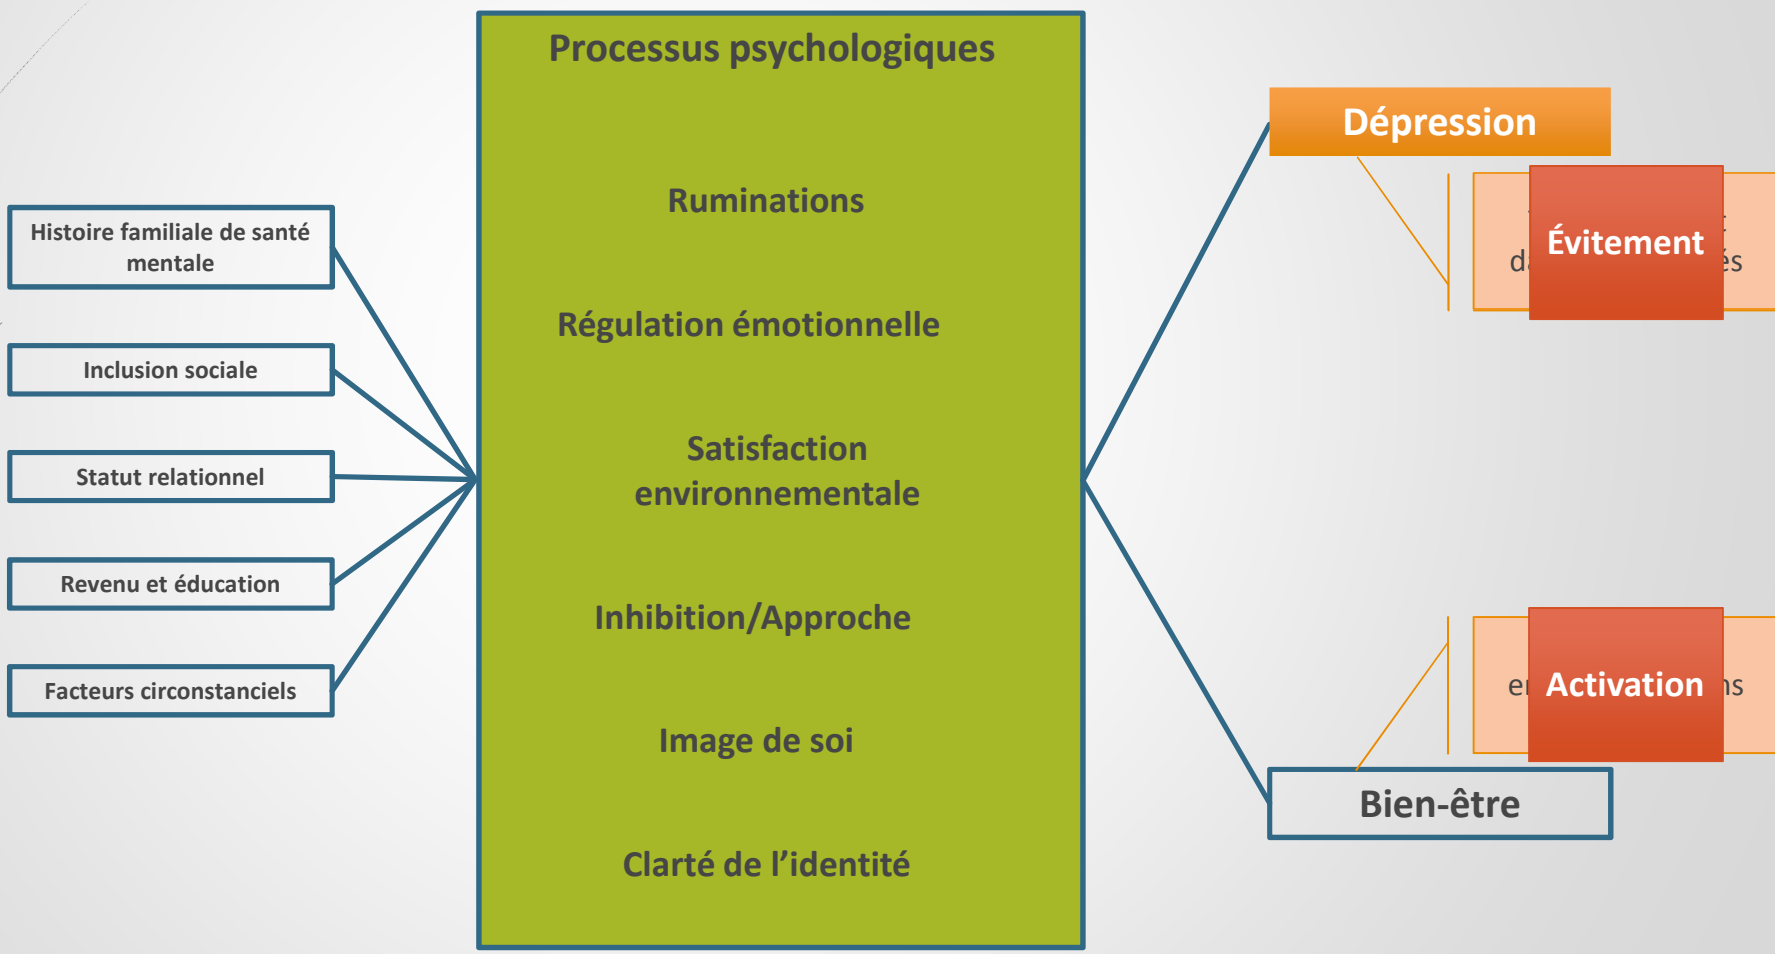 Processus psychologiques
Ruminations
Régulation émotionnelle
Satisfaction
environnementale
Inhibition/Approche
Image de soi
Clarté de l’identité
Histoire familiale de santé
mentale
Inclusion sociale
Statut relationnel
Revenu et éducation
Facteurs circonstanciels
Dépression
Évitement
Activation
Bien-être